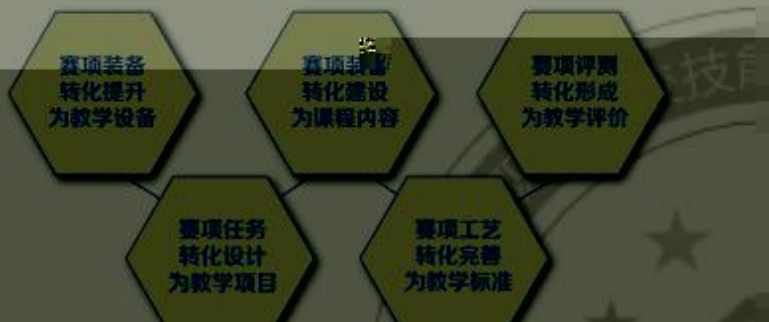 赛项装备
转化提升
为教学设备
赛项任务
转化设计
为教学项目
赛项装
转化建设
为课程内容
赛项工艺
转化完善
为教学标准
赛项评测
转化形成
为教学评价
技能